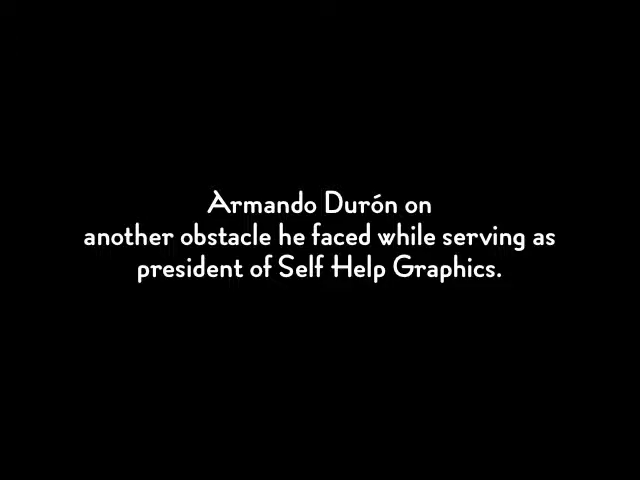 Armando Durón on
another obstacle he faced while serving as
president of Self Help Graphics.